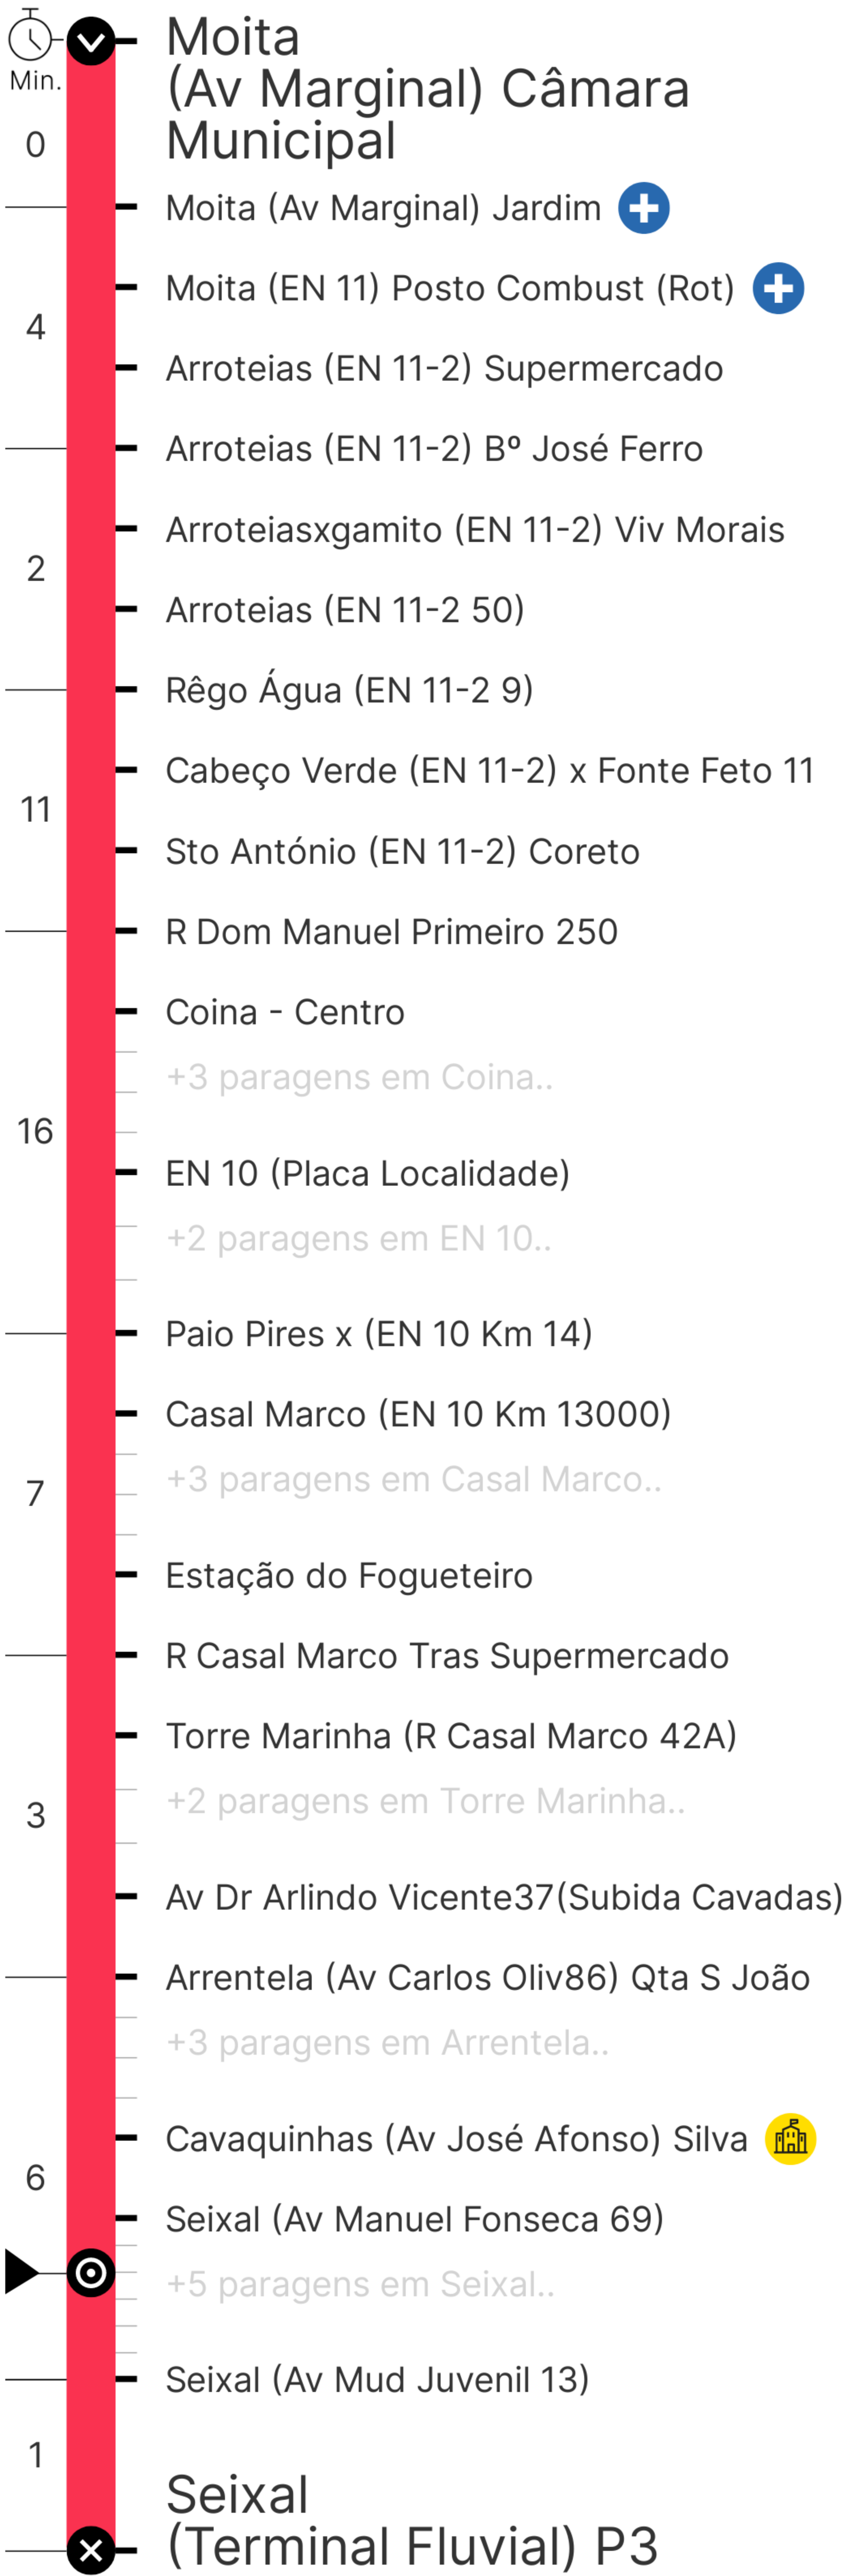 Moita
(Av Marginal) Câmara
Municipal
Min.
0
Moita (Av Marginal) Jardim
Moita (EN 11) Posto Combust (Rot)
4
Arroteias (EN 11-2) Supermercado
Arroteias (EN 11-2) Bº José Ferro
Arroteiasxgamito (EN 11-2) Viv Morais
2
Arroteias (EN 11-2 50)
Rêgo Água (EN 11-2 9)
Cabeço Verde (EN 11-2) x Fonte Feto 11
11
Sto António (EN 11-2) Coreto
R Dom Manuel Primeiro 250
Coina - Centro
+3 paragens em Coina..
16
EN 10 (Placa Localidade)
+2 paragens em EN 10..
Paio Pires x (EN 10 Km 14)
Casal Marco (EN 10 Km 13000)
+3 paragens em Casal Marco..
7
Estação do Fogueteiro
R Casal Marco Tras Supermercado
Torre Marinha (R Casal Marco 42A)
+2 paragens em Torre Marinha..
3
Av Dr Arlindo Vicente37(Subida Cavadas)
Arrentela (Av Carlos Oliv86) Qta S João
+3 paragens em Arrentela..
Cavaquinhas (Av José Afonso) Silva
6
Seixal (Av Manuel Fonseca 69)
+5 paragens em Seixal..
Seixal (Av Mud Juvenil 13)
1
Seixal
(Terminal Fluvial) P3